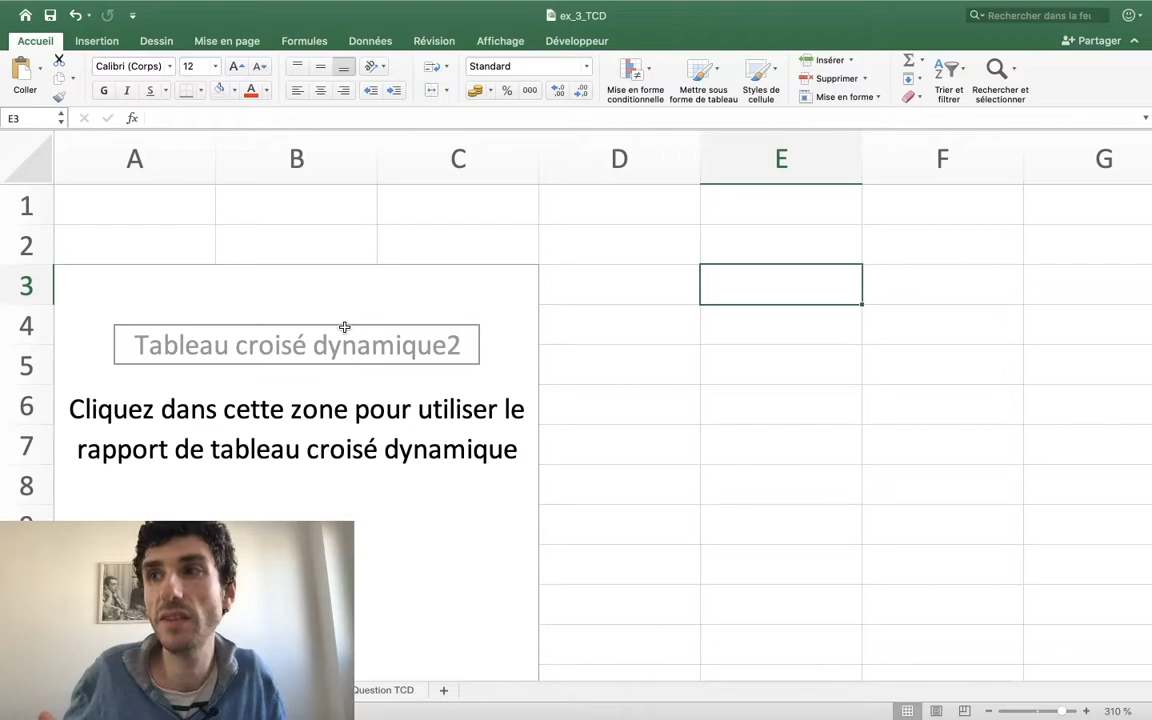 ex_3_TCD
Rechercher dans la feu
Accueil Insertion Dessin Mise en page Formules Données Révision Affichage Développeur Partager
Coller
Calibri (Corps) 12 A A
G I S A
Standard
% 000
Mise en forme
conditionnelle
Mettre sous
forme de tableau
Styles de
cellule
Insérer
Supprimer
Mise en forme
Trier et
filtrer
Rechercher et
sélectionner
E3 fx
A B C D E F G
1
2
3
4
5
6
7
8
Tableau croisé dynamique2
Cliquez dans cette zone pour utiliser le
rapport de tableau croisé dynamique
Question TCD
310 %